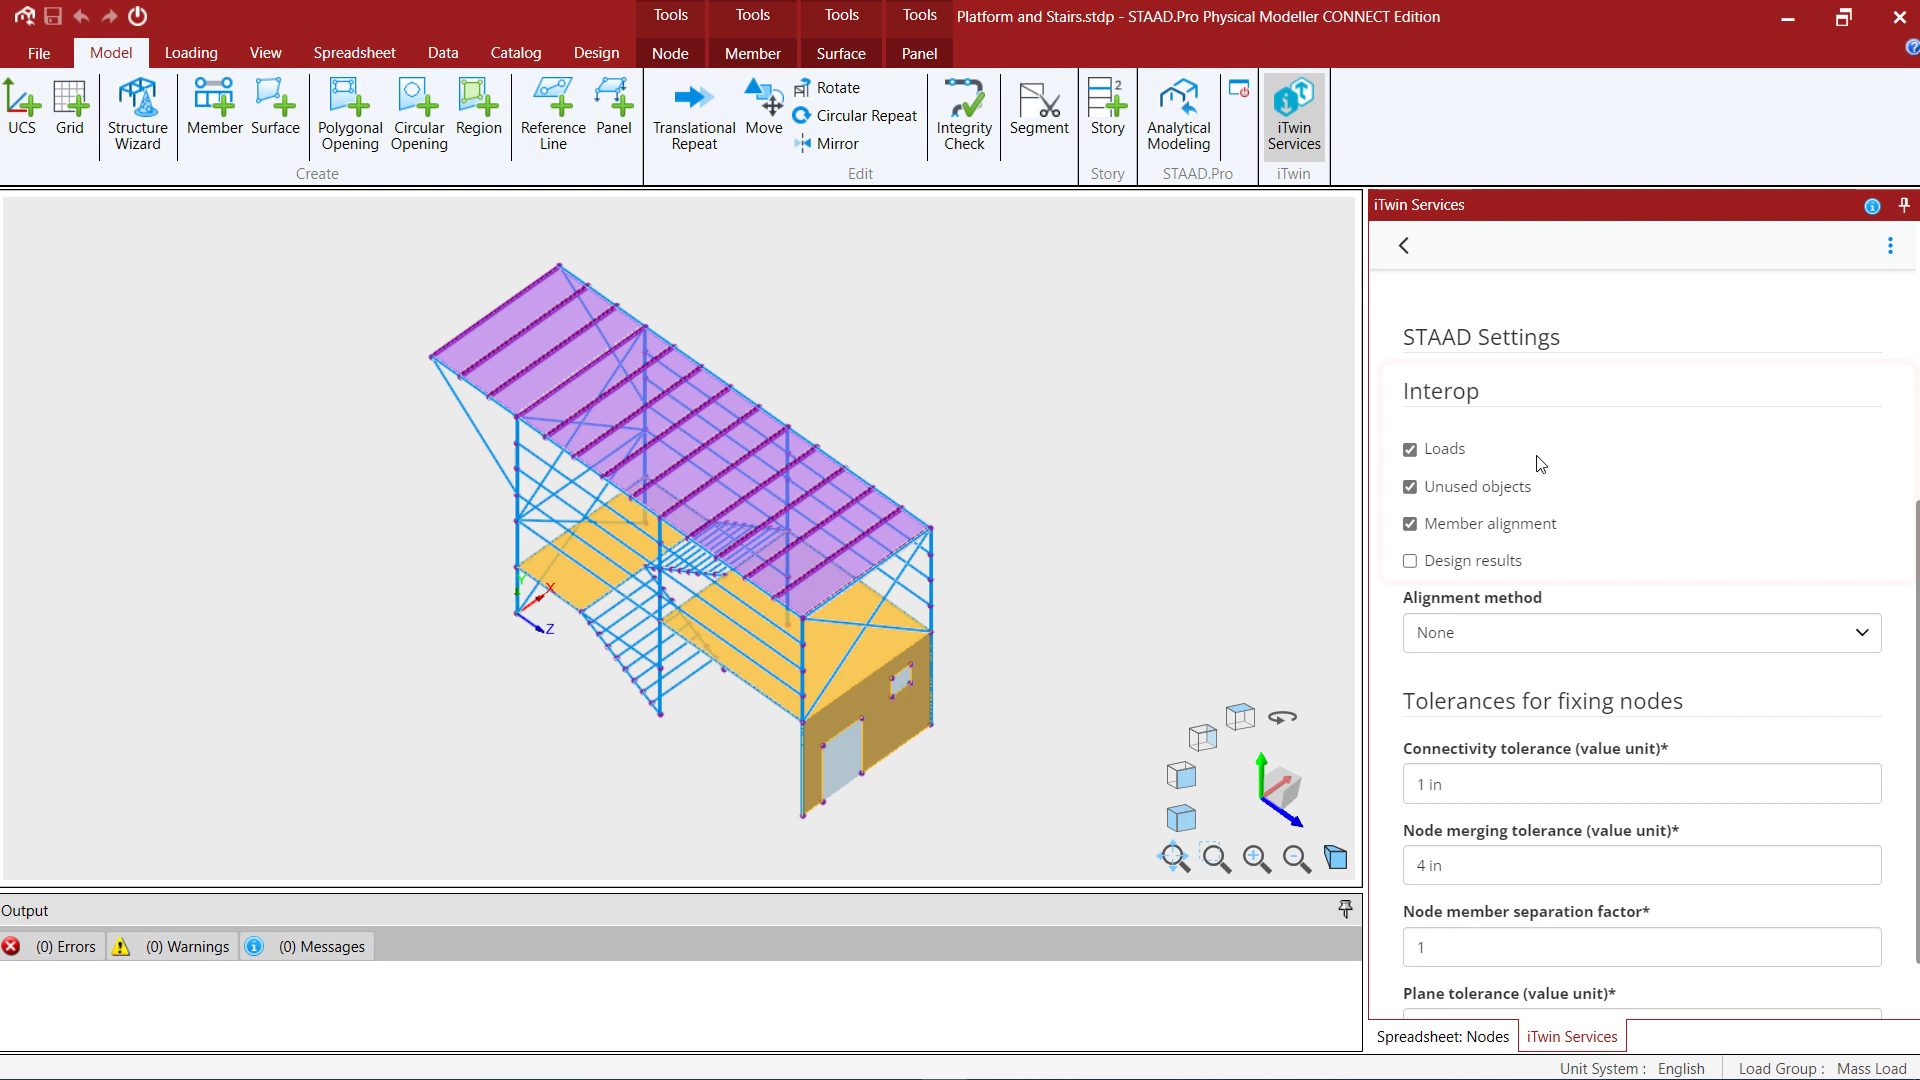 Tools Tools Tools Tools Platform and Stairs.stdp - STAAD.Pro Physical Modeller CONNECT Edition
File Model Loading View Spreadsheet Data Catalog Design Node Member Surface Panel
UCS Grid Structure Wizard Member Surface Polygonal Opening Circular Opening Region Reference Line Panel
Create
Translational Repeat Move Rotate
Circular Repeat
Mirror
Integrity Check Segment
Edit
Story
Story
Analytical Modeling
STAAD.Pro
iTwin Services
iTwin
iTwin Services
STAAD Settings
Interop
Loads
Unused objects
Member alignment
Design results
Alignment method
None
Tolerances for fixing nodes
Connectivity tolerance (value unit)*
1 in
Node merging tolerance (value unit)*
4 in
Node member separation factor*
1
Plane tolerance (value unit)*
Y
X
Z
Output
(0) Errors (0) Warnings (0) Messages
Spreadsheet: Nodes iTwin Services
Unit System : English Load Group : Mass Load